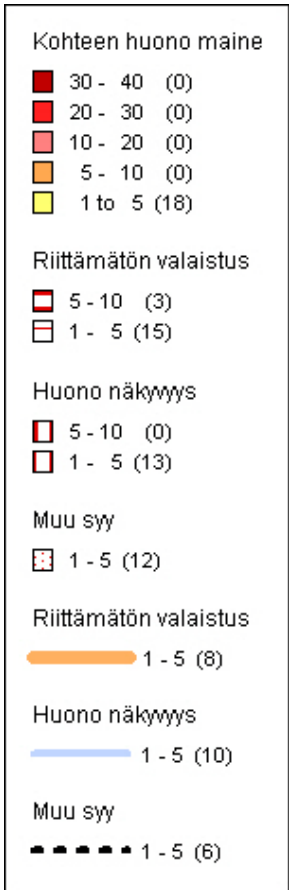 Kohteen huono maine
30 - 40 (0)
20 - 30 (0)
10 - 20 (0)
5 - 10 (0)
1 to 5 (18)
Riittämätön valaistus
5 - 10 (3)
1 - 5 (15)
Huono näkyvyys
5 - 10 (0)
1 - 5 (13)
Muu syy
1 - 5 (12)
Riittämätön valaistus
1 - 5 (8)
Huono näkyvyys
1 - 5 (10)
Muu syy
1 - 5 (6)